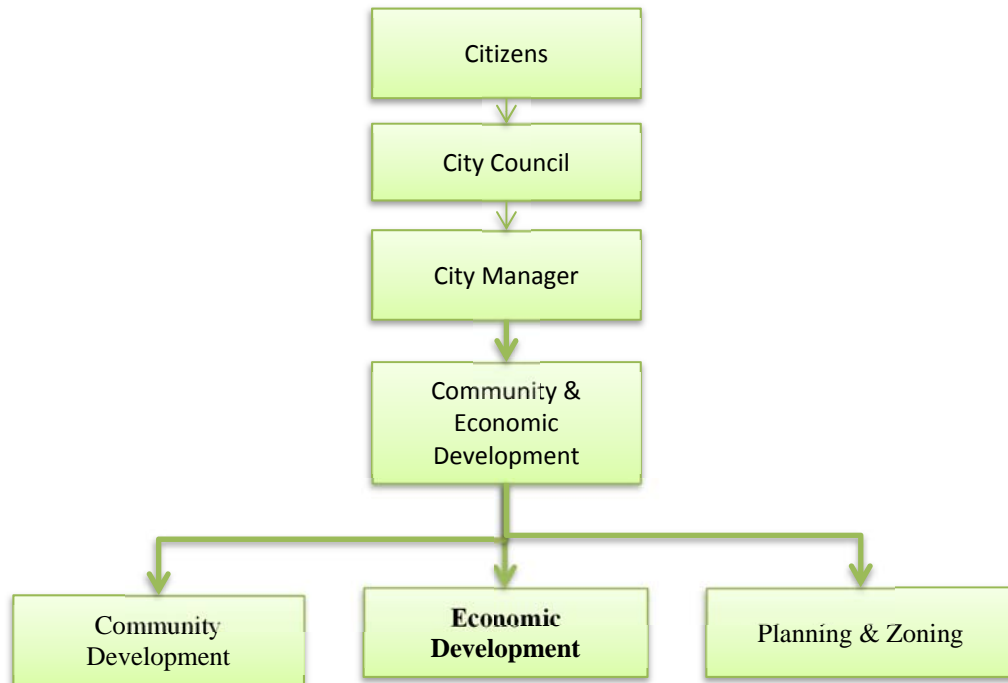 Citizens
City Council
City Manager
Community &
Economic
Development
Community
Development
Economic
Development
Planning & Zoning